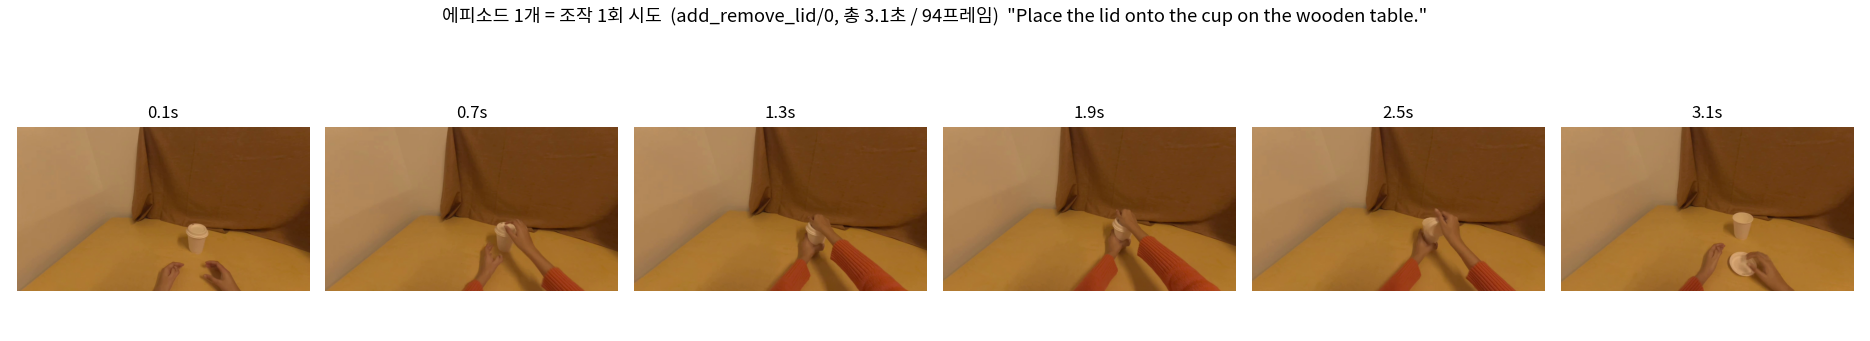 에피소드 1개 = 조작 1회 시도  (add_remove_lid/0, 총 3.1초 / 94프레임)  "Place the lid onto the cup on the wooden table."
0.1s
0.7s
1.3s
1.9s
2.5s
3.1s